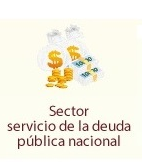 Sector
servicio de la deuda
pública nacional